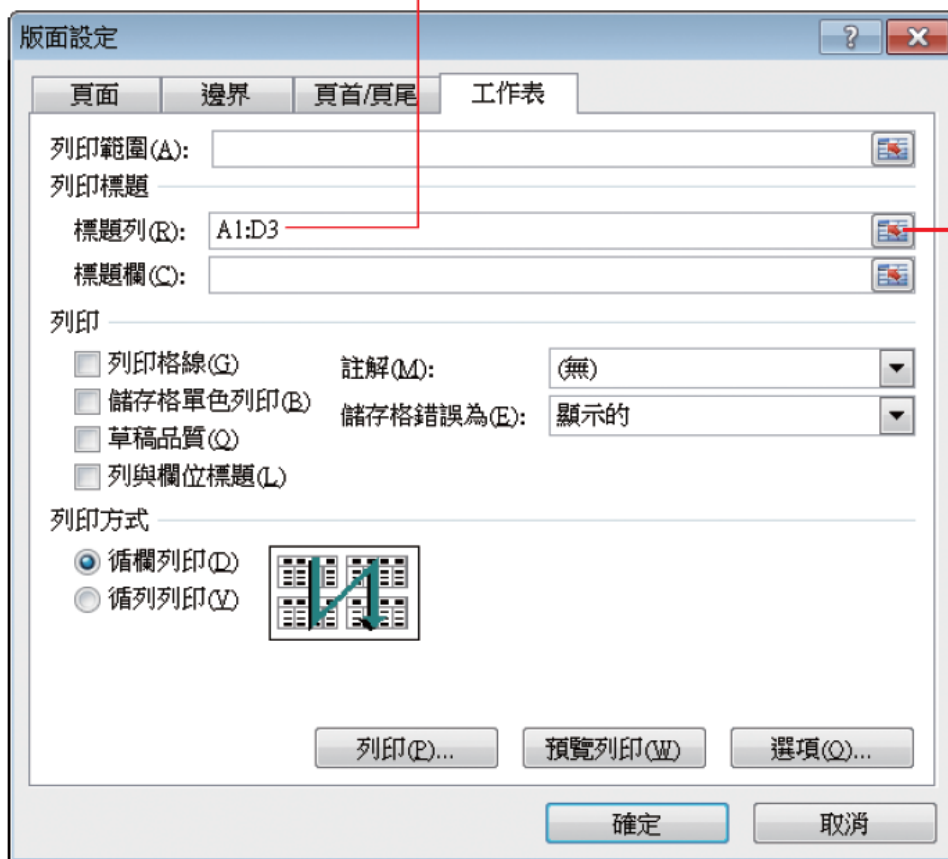 版面設定
頁面 邊界 頁首/頁尾 工作表
列印範圍(A):
列印標題
標題列(R): A1:D3
標題欄(C):
列印
列印格線(G) 註解(M): (無)
儲存格單色列印(B)
儲存格錯誤為(E): 顯示的
草稿品質(Q)
列與欄位標題(L)
列印方式
循欄列印(D)
循列列印(V)
列印(P)... 預覽列印(W) 選項(O)...
確定 取消